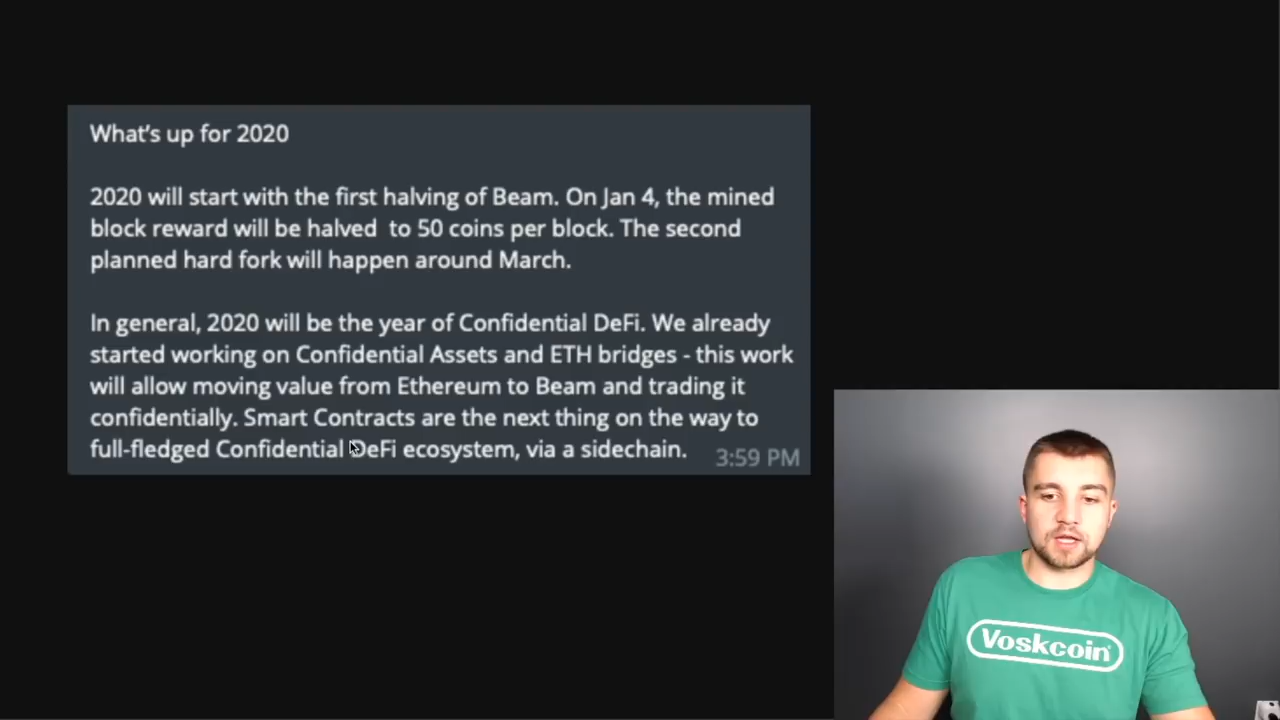 What's up for 2020
2020 will start with the first halving of Beam. On Jan 4, the mined
block reward will be halved  to 50 coins per block. The second
planned hard fork will happen around March.
In general, 2020 will be the year of Confidential DeFi. We already
started working on Confidential Assets and ETH bridges - this work
will allow moving value from Ethereum to Beam and trading it
confidentially. Smart Contracts are the next thing on the way to
full-fledged Confidential DeFi ecosystem, via a sidechain.
3:59 PM
Voskcoin